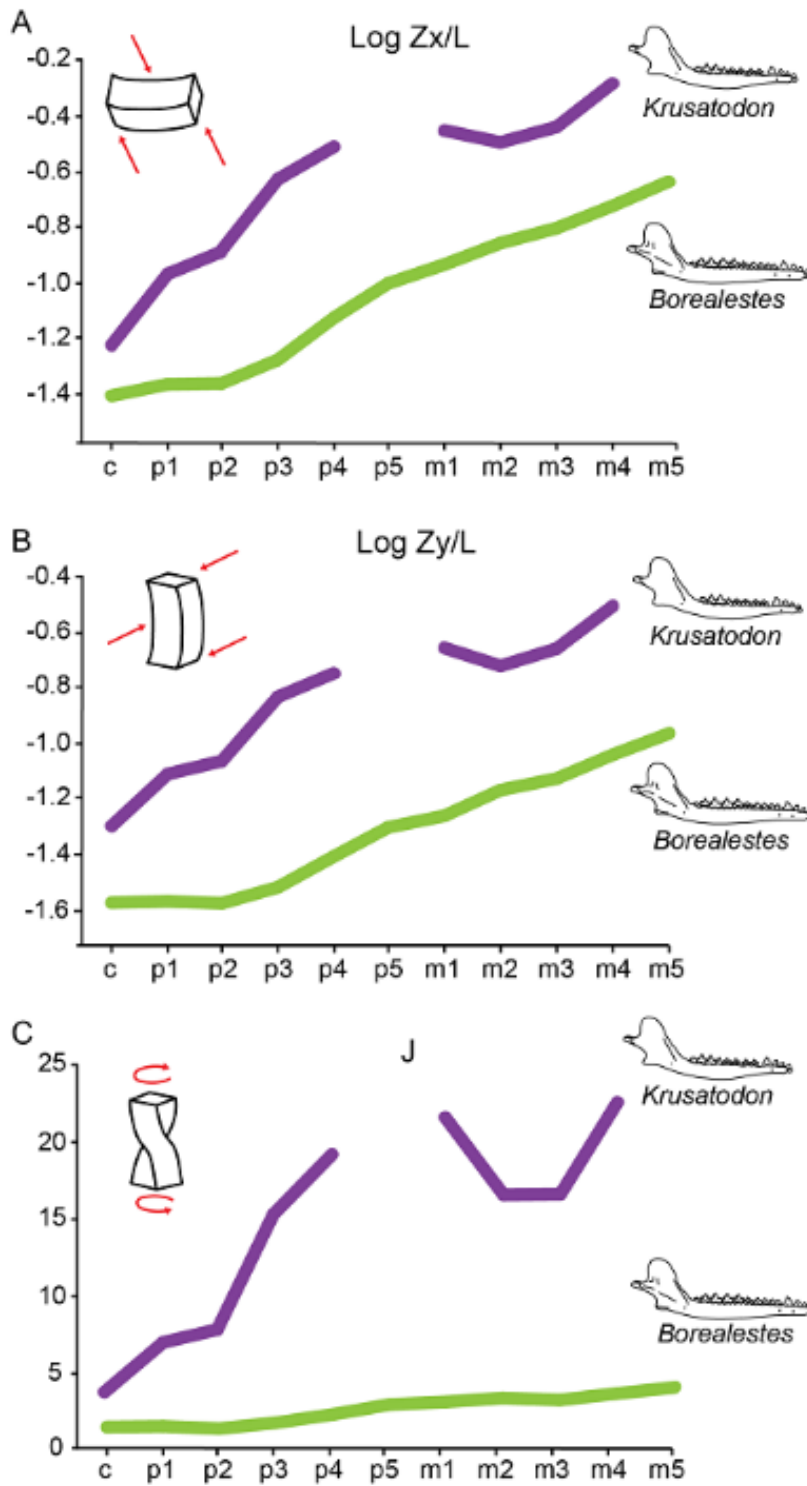 A
Log Zx/L
-0.2
-0.4
-0.6
-0.8
-1.0
-1.2
-1.4
Krusatodon
Borealestes
c p1 p2 p3 p4 p5 m1 m2 m3 m4 m5
B
Log Zy/L
-0.4
-0.6
-0.8
-1.0
-1.2
-1.4
-1.6
Krusatodon
Borealestes
c p1 p2 p3 p4 p5 m1 m2 m3 m4 m5
C
J
25
20
15
10
5
0
Krusatodon
Borealestes
c p1 p2 p3 p4 p5 m1 m2 m3 m4 m5